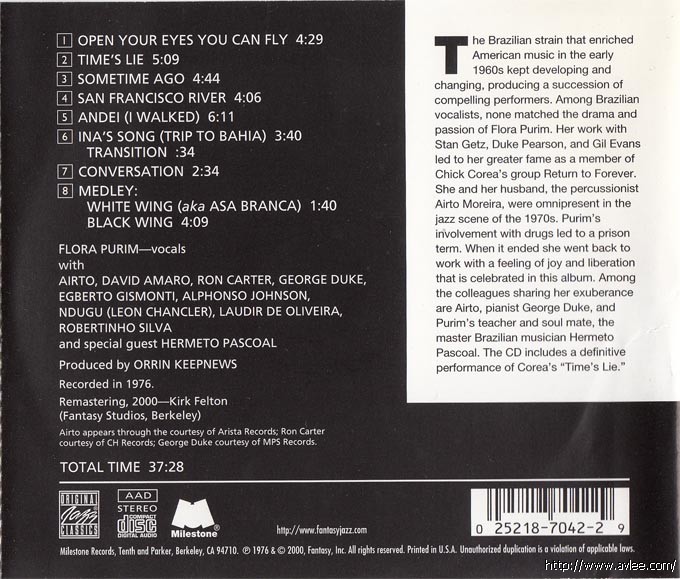 1 OPEN YOUR EYES YOU CAN FLY 4:29
2 TIME'S LIE 5:09
3 SOMETIME AGO 4:44
4 SAN FRANCISCO RIVER 4:06
5 ANDEI (I WALKED) 6:11
6 INA'S SONG (TRIP TO BAHIA) 3:40
TRANSITION :34
7 CONVERSATION 2:34
8 MEDLEY:
WHITE WING (aka ASA BRANCA) 1:40
BLACK WING 4:09
FLORA PURIM—vocals
with
AIRTO, DAVID AMARO, RON CARTER, GEORGE DUKE,
EGBERTO GISMONTI, ALPHONSO JOHNSON,
NDUGU (LEON CHANCLER), LAUDIR DE OLIVEIRA,
ROBERTINHO SILVA
and special guest HERMETO PASCOAL
Produced by ORRIN KEEPNEWS
Recorded in 1976.
Remastering, 2000—Kirk Felton
(Fantasy Studios, Berkeley)
Airto appears through the courtesy of Arista Records; Ron Carter
courtesy of CH Records; George Duke courtesy of MPS Records.
TOTAL TIME 37:28
The Brazilian strain that enriched
American music in the early
1960s kept developing and
changing, producing a succession of
compelling performers. Among Brazilian
vocalists, none matched the drama and
passion of Flora Purim. Her work with
Stan Getz, Duke Pearson, and Gil Evans
led to her greater fame as a member of
Chick Corea's group Return to Forever.
She and her husband, the percussionist
Airto Moreira, were omnipresent in the
jazz scene of the 1970s. Purim's
involvement with drugs led to a prison
term. When it ended she went back to
work with a feeling of joy and liberation
that is celebrated in this album. Among
the colleagues sharing her exuberance
are Airto, pianist George Duke, and
Purim's teacher and soul mate, the
master Brazilian musician Hermeto
Pascoal. The CD includes a definitive
performance of Corea's "Time's Lie."
ORIGINAL
Jazz
CLASSICS
AAD
STEREO
COMPACT
disc
DIGITAL AUDIO
Milestone®
http://www.fantasyjazz.com
0 25218-7042-2 9
Milestone Records, Tenth and Parker, Berkeley, CA 94710. ℗ 1976 & © 2000, Fantasy, Inc. All rights reserved. Printed in U.S.A. Unauthorized duplication is a violation of applicable laws.
http://www.avlee.com/